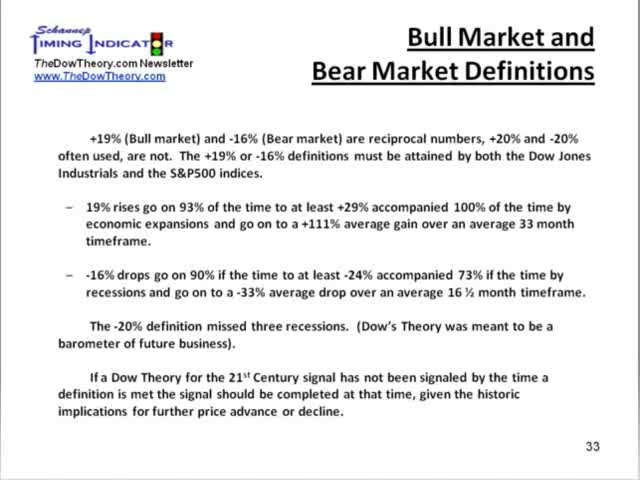 Schannep
TIMING INDICATOR
TheDowTheory.com Newsletter
www.TheDowTheory.com
Bull Market and
Bear Market Definitions
+19% (Bull market) and -16% (Bear market) are reciprocal numbers, +20% and -20%
often used, are not. The +19% or -16% definitions must be attained by both the Dow Jones
Industrials and the S&P500 indices.
– 19% rises go on 93% of the time to at least +29% accompanied 100% of the time by
economic expansions and go on to a +111% average gain over an average 33 month
timeframe.
– -16% drops go on 90% if the time to at least -24% accompanied 73% if the time by
recessions and go on to a -33% average drop over an average 16 ½ month timeframe.
The -20% definition missed three recessions. (Dow's Theory was meant to be a
barometer of future business).
If a Dow Theory for the 21st Century signal has not been signaled by the time a
definition is met the signal should be completed at that time, given the historic
implications for further price advance or decline.
33